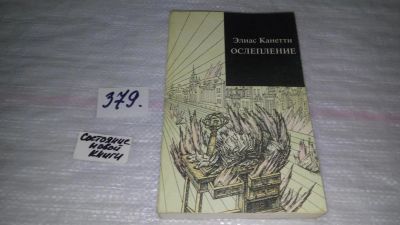 Элиас Канетти
ОСЛЕПЛЕНИЕ
379.
Состояние
новой
книги